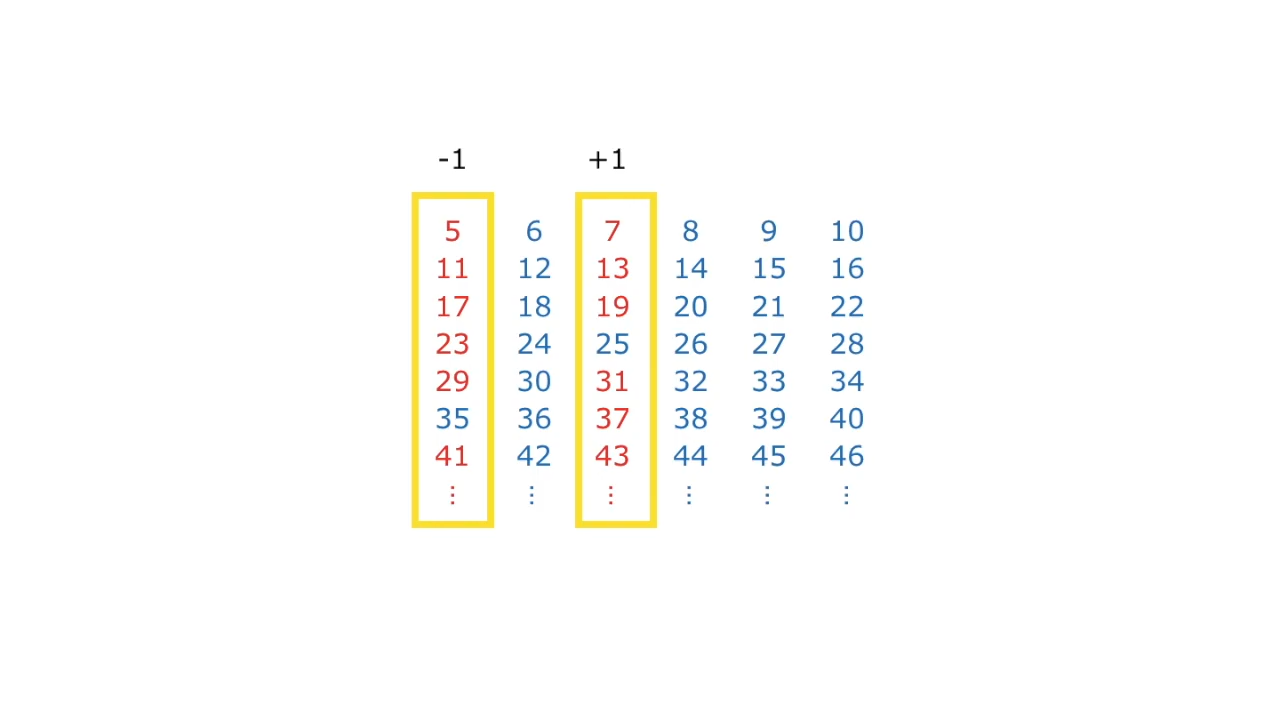 -1 +1
5 6 7 8 9 10
11 12 13 14 15 16
17 18 19 20 21 22
23 24 25 26 27 28
29 30 31 32 33 34
35 36 37 38 39 40
41 42 43 44 45 46
⋮ ⋮ ⋮ ⋮ ⋮ ⋮